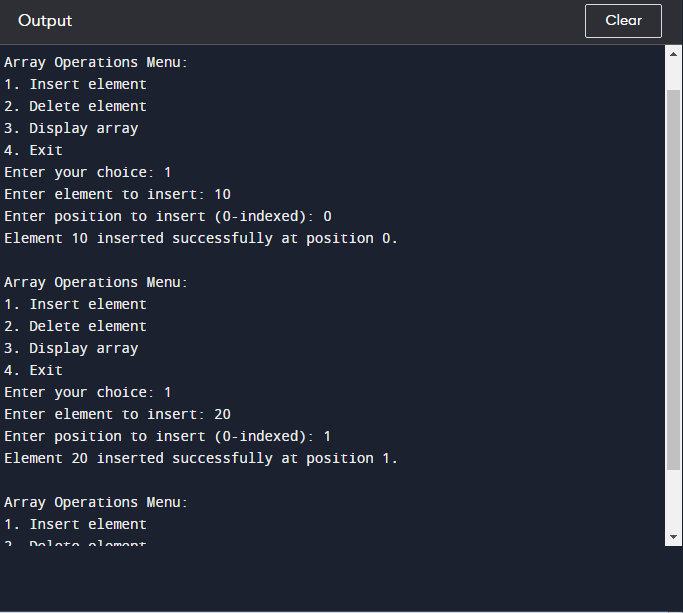 Output
Clear
Array Operations Menu:
1. Insert element
2. Delete element
3. Display array
4. Exit
Enter your choice: 1
Enter element to insert: 10
Enter position to insert (0-indexed): 0
Element 10 inserted successfully at position 0.
Array Operations Menu:
1. Insert element
2. Delete element
3. Display array
4. Exit
Enter your choice: 1
Enter element to insert: 20
Enter position to insert (0-indexed): 1
Element 20 inserted successfully at position 1.
Array Operations Menu:
1. Insert element
2. Delete element